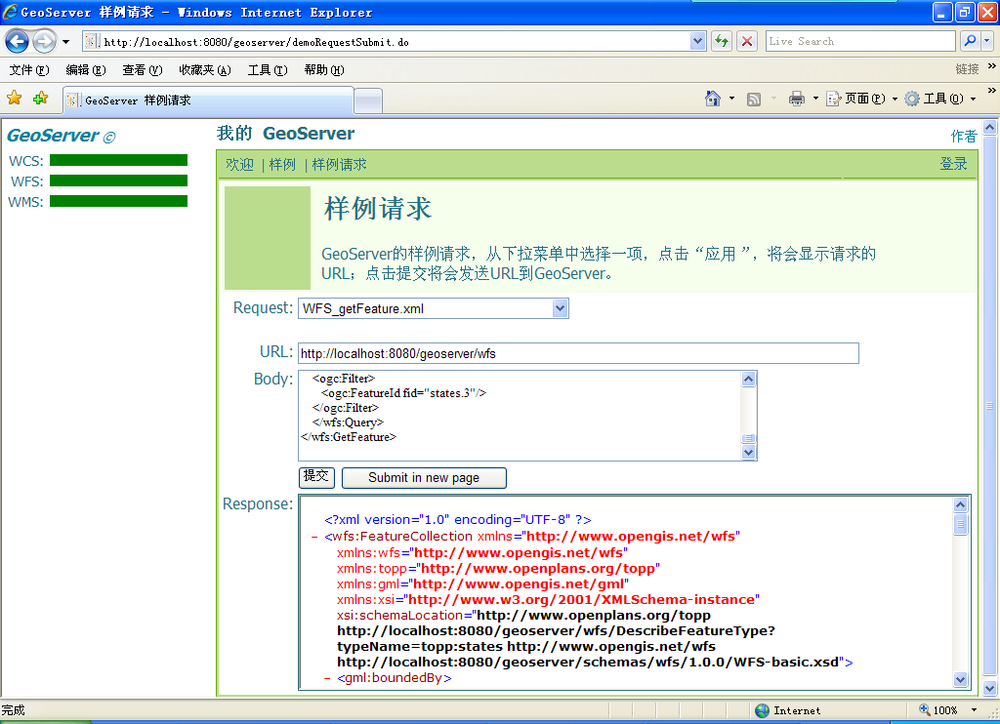 GeoServer 样例请求 - Windows Internet Explorer
http://localhost:8080/geoserver/demoRequestSubmit.do
Live Search
文件(F) 编辑(E) 查看(V) 收藏夹(A) 工具(T) 帮助(H)
链接 »
GeoServer 样例请求
页面(P) 工具(O) »
GeoServer ©
WCS:
WFS:
WMS:
我的 GeoServer
作者
欢迎 | 样例 | 样例请求
登录
样例请求
GeoServer的样例请求，从下拉菜单中选择一项，点击“应用 ”，将会显示请求的
URL；点击提交将会发送URL到GeoServer。
Request: WFS_getFeature.xml
URL: http://localhost:8080/geoserver/wfs
Body:
<ogc:Filter>
<ogc:FeatureId fid="states.3"/>
</ogc:Filter>
</wfs:Query>
</wfs:GetFeature>
提交 Submit in new page
Response:
<?xml version="1.0" encoding="UTF-8" ?>
- <wfs:FeatureCollection xmlns="http://www.opengis.net/wfs"
xmlns:wfs="http://www.opengis.net/wfs"
xmlns:topp="http://www.openplans.org/topp"
xmlns:gml="http://www.opengis.net/gml"
xmlns:xsi="http://www.w3.org/2001/XMLSchema-instance"
xsi:schemaLocation="http://www.openplans.org/topp
http://localhost:8080/geoserver/wfs/DescribeFeatureType?
typeName=topp:states http://www.opengis.net/wfs
http://localhost:8080/geoserver/schemas/wfs/1.0.0/WFS-basic.xsd">
- <gml:boundedBy>
完成
Internet
100%